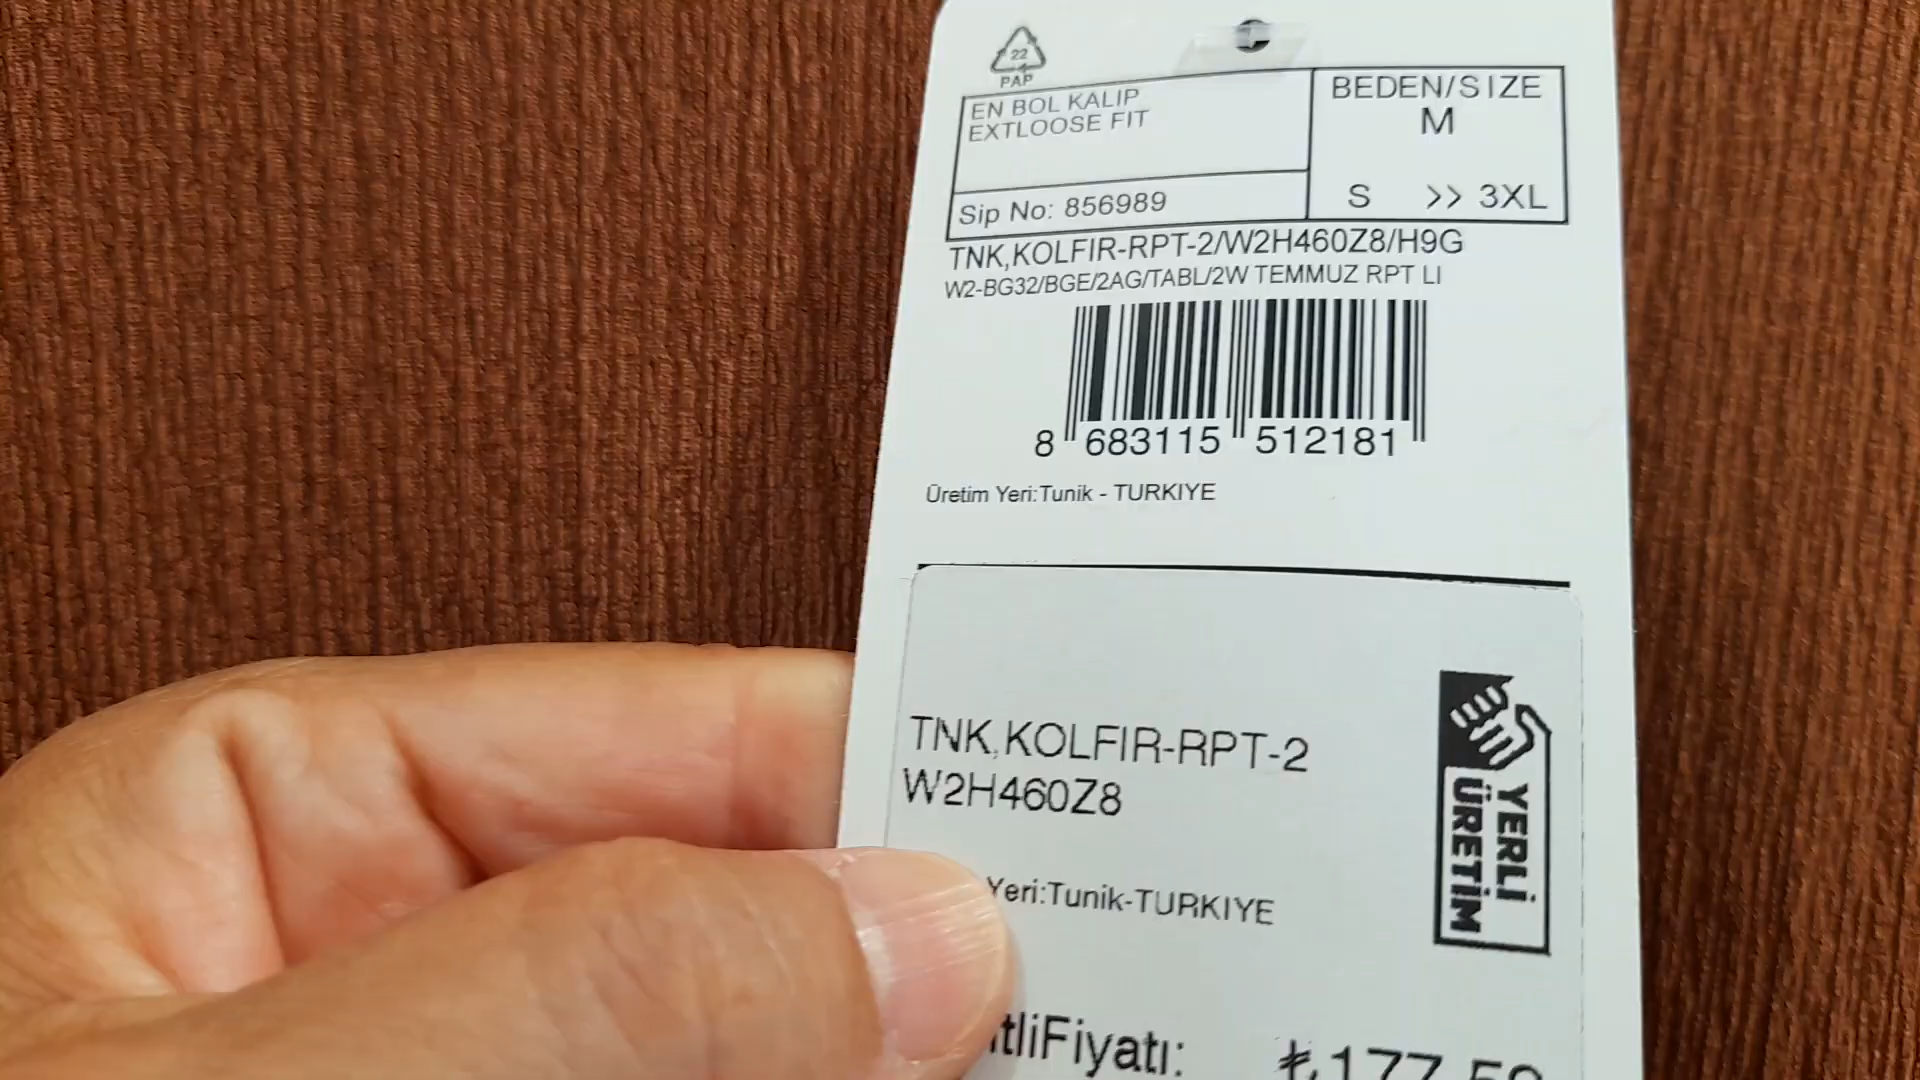 22
PAP
EN BOL KALIP
EXTLOOSE FIT
BEDEN/SIZE
M
S >> 3XL
Sip No: 856989
TNK,KOLFIR-RPT-2/W2H460Z8/H9G
W2-BG32/BGE/2AG/TABL/2W TEMMUZ RPT LI
8 683115 512181
Üretim Yeri:Tunik - TURKIYE
TNK,KOLFIR-RPT-2
W2H460Z8
YERLİ
ÜRETİM
Yeri:Tunik-TURKIYE
tliFiyatı: